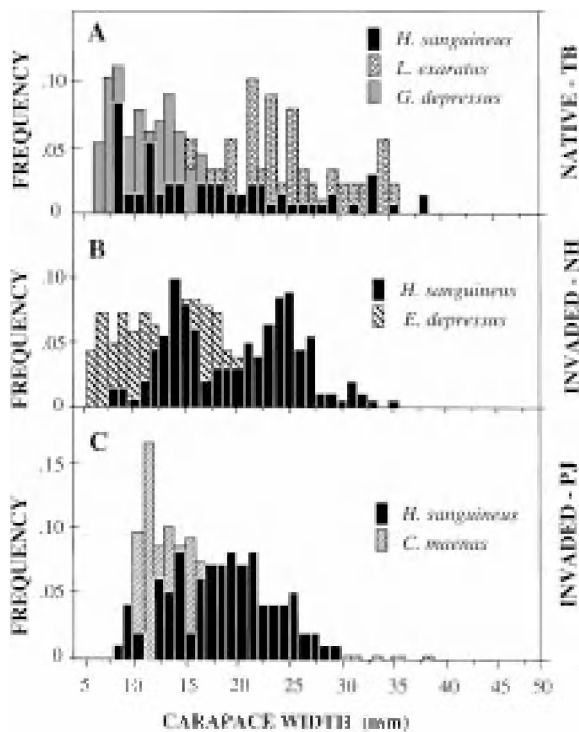 A
H. sanguineus
L. exaratus
G. depressus
FREQUENCY
.10
.05
0
NATIVE - TB
B
H. sanguineus
E. depressus
FREQUENCY
.10
.05
0
INVADED - NH
C
H. sanguineus
C. maenas
FREQUENCY
.15
.10
.05
0
INVADED - PJ
5 10 15 20 25 30 35 40 45 50
CARAPACE WIDTH (mm)